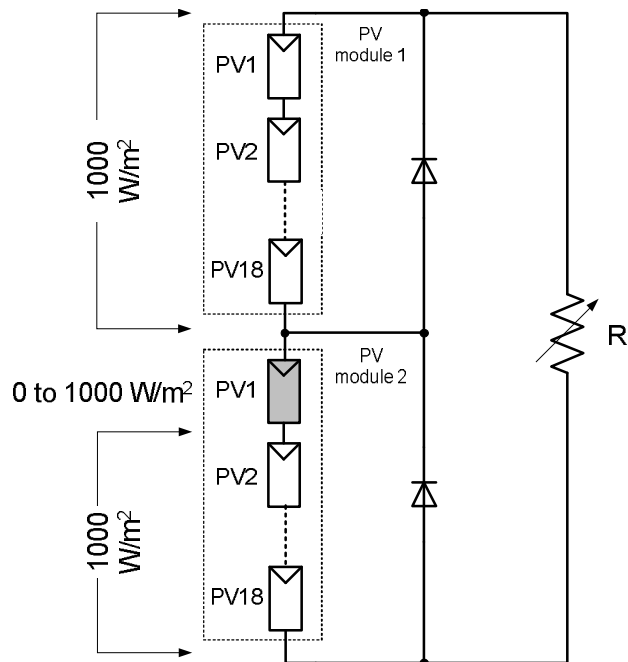 PV
module 1
PV1
PV2
PV18
1000
W/m²
R
PV
module 2
0 to 1000 W/m²
PV1
PV2
PV18
1000
W/m²